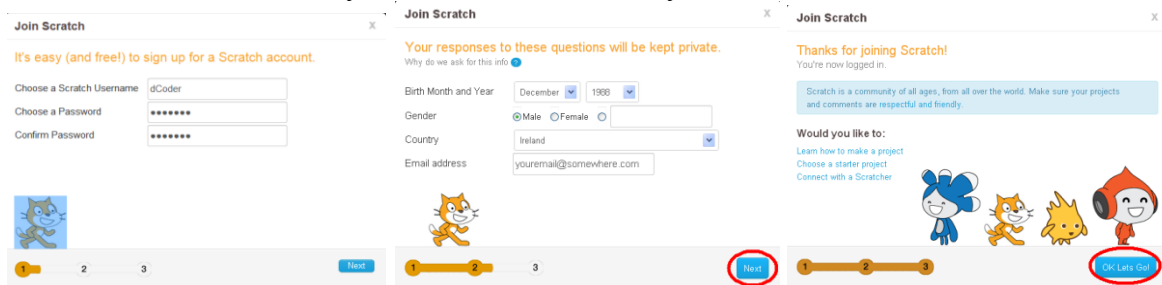 Join Scratch
X
It's easy (and free!) to sign up for a Scratch account.
Choose a Scratch Username dCoder
Choose a Password •••••••
Confirm Password •••••••
1 2 3
Next
Join Scratch
X
Your responses to these questions will be kept private.
Why do we ask for this info ?
Birth Month and Year December 1988
Gender Male Female
Country Ireland
Email address youremail@somewhere.com
1 2 3
Next
Join Scratch
X
Thanks for joining Scratch!
You're now logged in.
Scratch is a community of all ages, from all over the world. Make sure your projects
and comments are respectful and friendly.
Would you like to:
Learn how to make a project
Choose a starter project
Connect with a Scratcher
1 2 3
OK Lets Go!